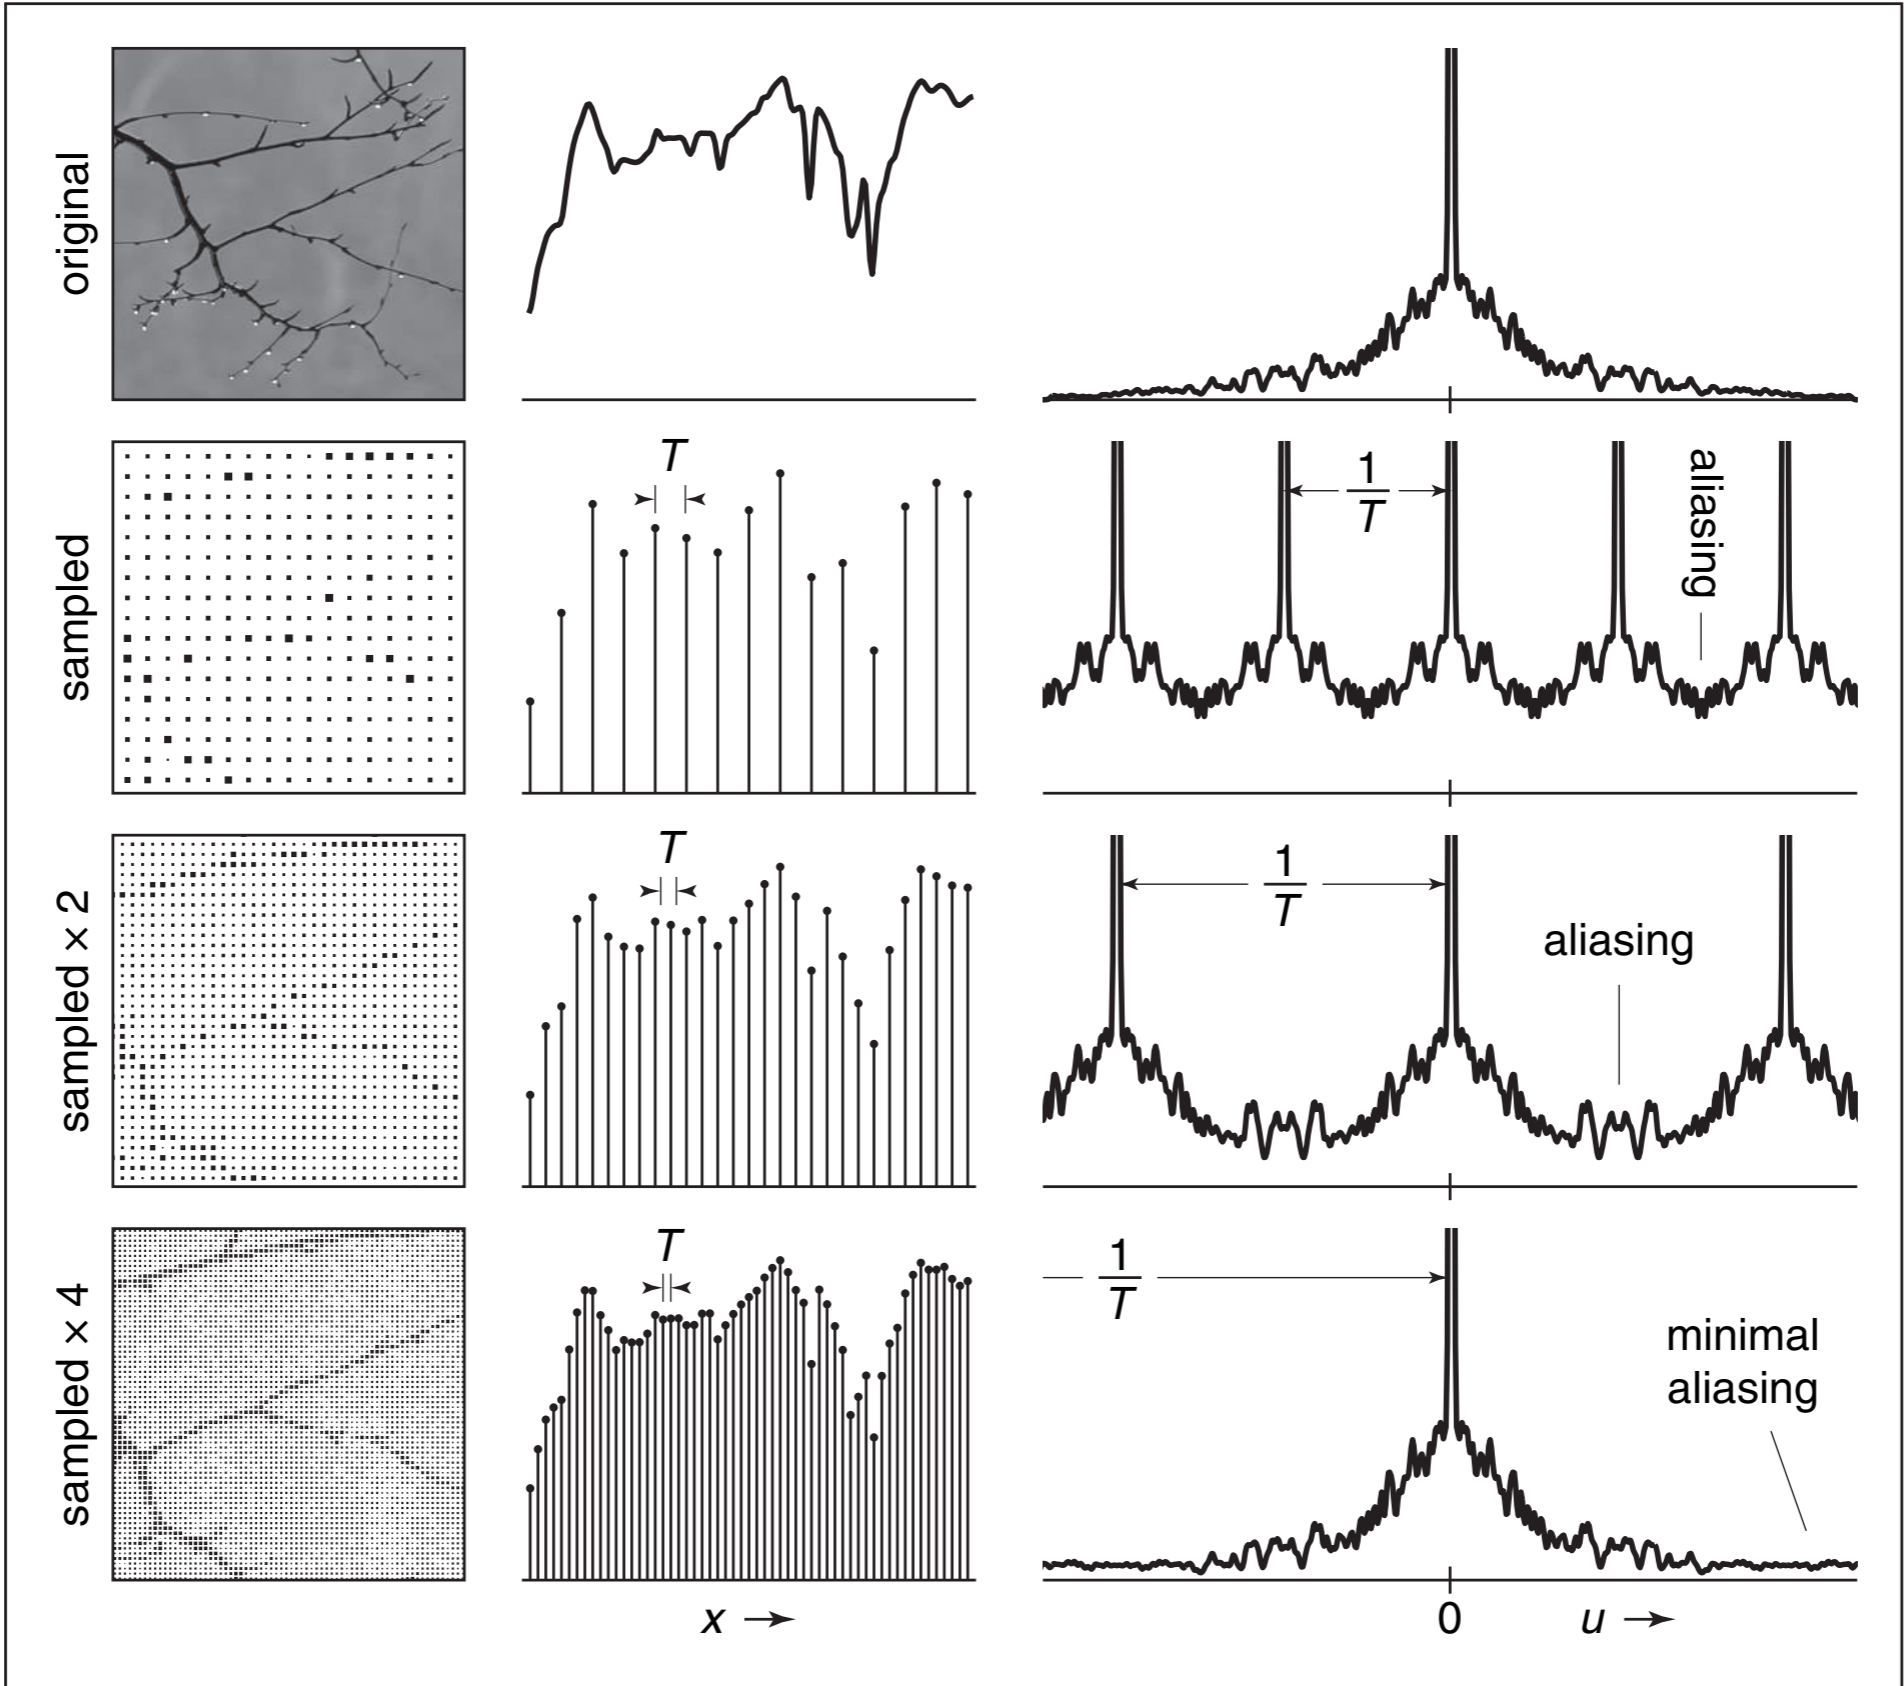 original
sampled
T
1
T
aliasing
sampled × 2
T
1
T
aliasing
sampled × 4
T
1
T
minimal
aliasing
x
0
u